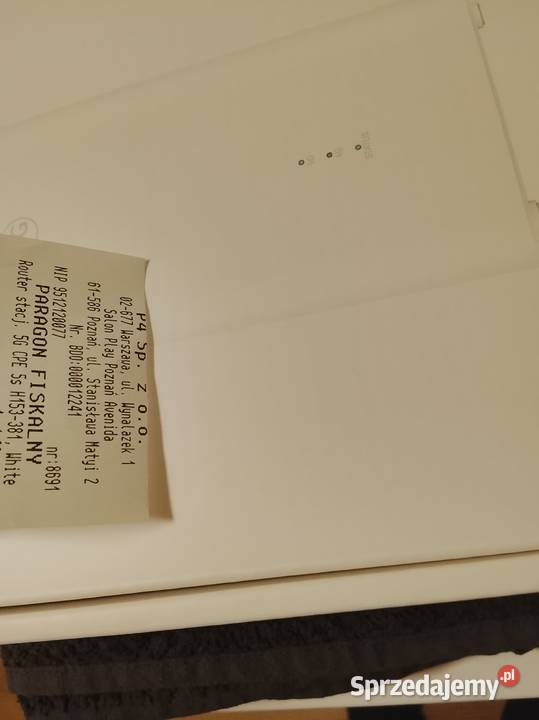 P4 Sp. z o.o.
02-677 Warszawa, ul. Wynalazek 1
Salon Play Poznań Avenida
61-586 Poznań, ul. Stanisława Matyi 2
Nr. BDO:000012241
NIP 9512120077
nr:8691
PARAGON FISKALNY
Router stacj. 5G CPE 5s H153-381, White
Sprzedajemy.pl